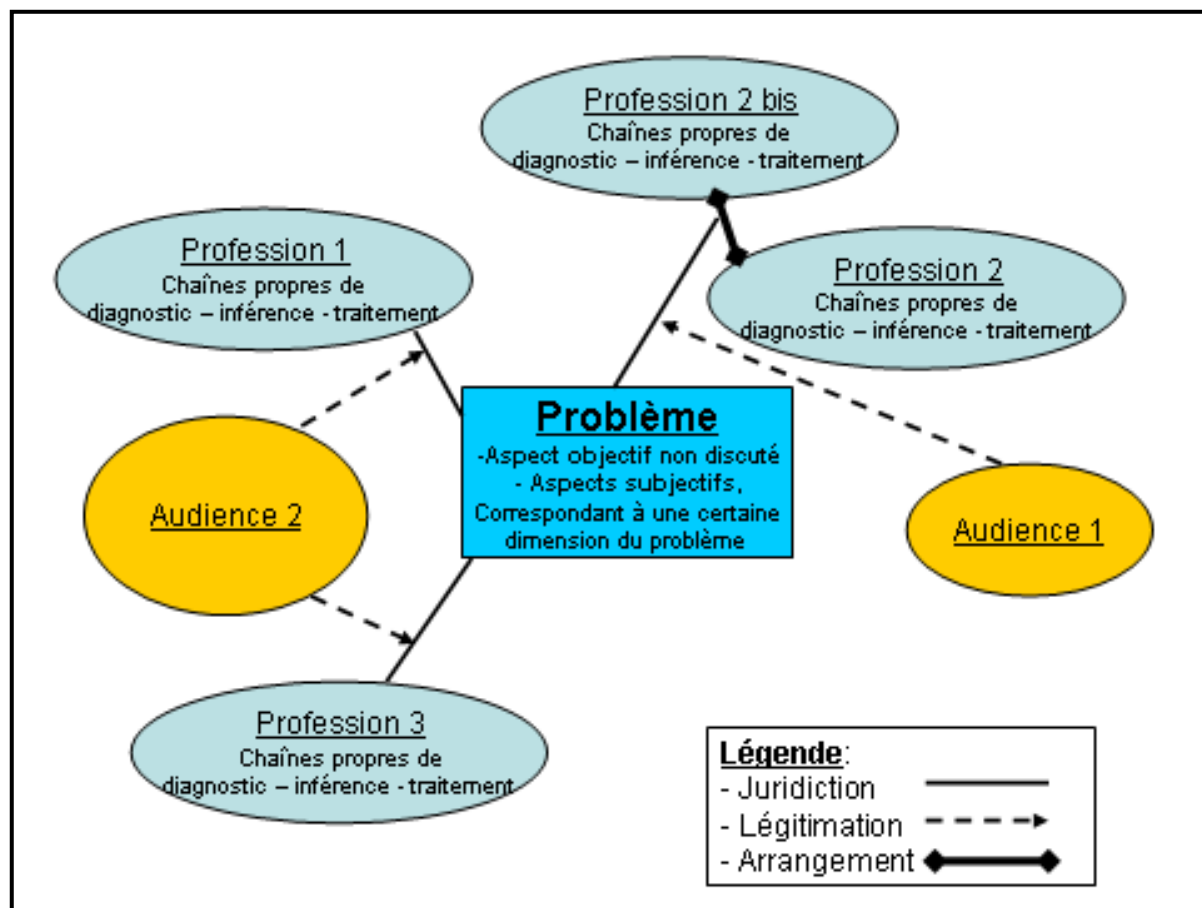 Profession 2 bis
Chaînes propres de
diagnostic – inférence - traitement
Profession 1
Chaînes propres de
diagnostic – inférence - traitement
Profession 2
Chaînes propres de
diagnostic – inférence - traitement
Problème
-Aspect objectif non discuté
- Aspects subjectifs,
Correspondant à une certaine
dimension du problème
Audience 2
Audience 1
Profession 3
Chaînes propres de
diagnostic – inférence - traitement
Légende:
- Juridiction
- Légitimation
- Arrangement